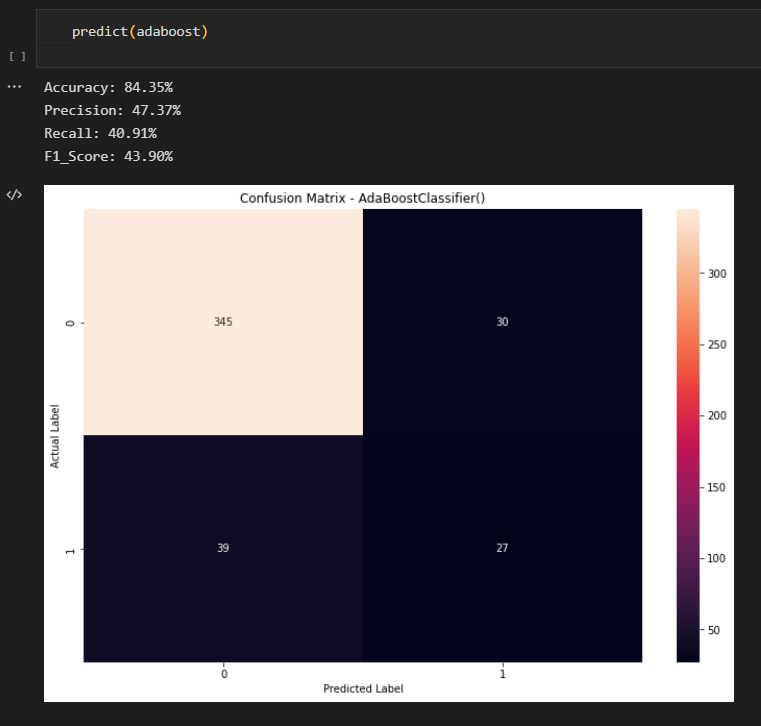 predict(adaboost)
[ ]
...
Accuracy: 84.35%
Precision: 47.37%
Recall: 40.91%
F1_Score: 43.90%
</>
Confusion Matrix - AdaBoostClassifier()
300
0
345
30
250
200
Actual Label
150
1
39
27
100
50
0
1
Predicted Label